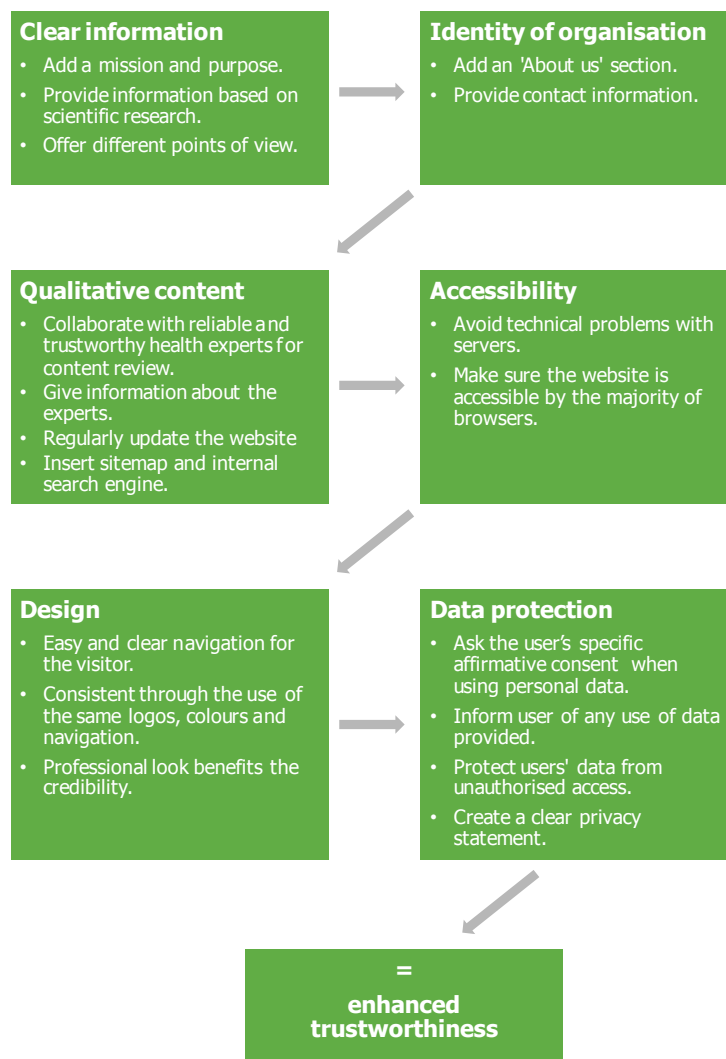 Clear information
• Add a mission and purpose.
• Provide information based on
scientific research.
• Offer different points of view.
Identity of organisation
• Add an 'About us' section.
• Provide contact information.
Qualitative content
• Collaborate with reliable and
trustworthy health experts for
content review.
• Give information about the
experts.
• Regularly update the website
• Insert sitemap and internal
search engine.
Accessibility
• Avoid technical problems with
servers.
• Make sure the website is
accessible by the majority of
browsers.
Design
• Easy and clear navigation for
the visitor.
• Consistent through the use of
the same logos, colours and
navigation.
• Professional look benefits the
credibility.
Data protection
• Ask the user’s specific
affirmative consent when
using personal data.
• Inform user of any use of data
provided.
• Protect users' data from
unauthorised access.
• Create a clear privacy
statement.
=
enhanced
trustworthiness